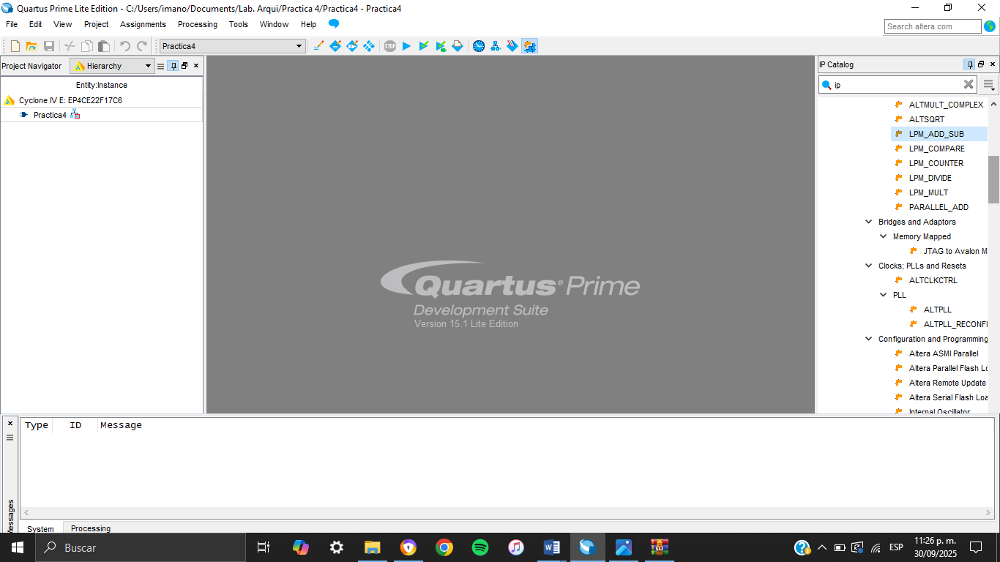 Quartus Prime Lite Edition - C:/Users/imano/Documents/Lab. Arqui/Practica 4/Practica4 - Practica4
File Edit View Project Assignments Processing Tools Window Help
Search altera.com
Practica4
STOP
Project Navigator
Hierarchy
Entity:Instance
Cyclone IV E: EP4CE22F17C6
Practica4
Quartus® Prime
Development Suite
Version 15.1 Lite Edition
IP Catalog
ip
ALTMULT_COMPLEX
ALTSQRT
LPM_ADD_SUB
LPM_COMPARE
LPM_COUNTER
LPM_DIVIDE
LPM_MULT
PARALLEL_ADD
Bridges and Adaptors
Memory Mapped
JTAG to Avalon M
Clocks; PLLs and Resets
ALTCLKCTRL
PLL
ALTPLL
ALTPLL_RECONFI
Configuration and Programming
Altera ASMI Parallel
Altera Parallel Flash Lo
Altera Remote Update
Altera Serial Flash Loa
Internal Oscillator
Type ID Message
Messages
System Processing
Buscar
ESP
11:26 p. m.
30/09/2025